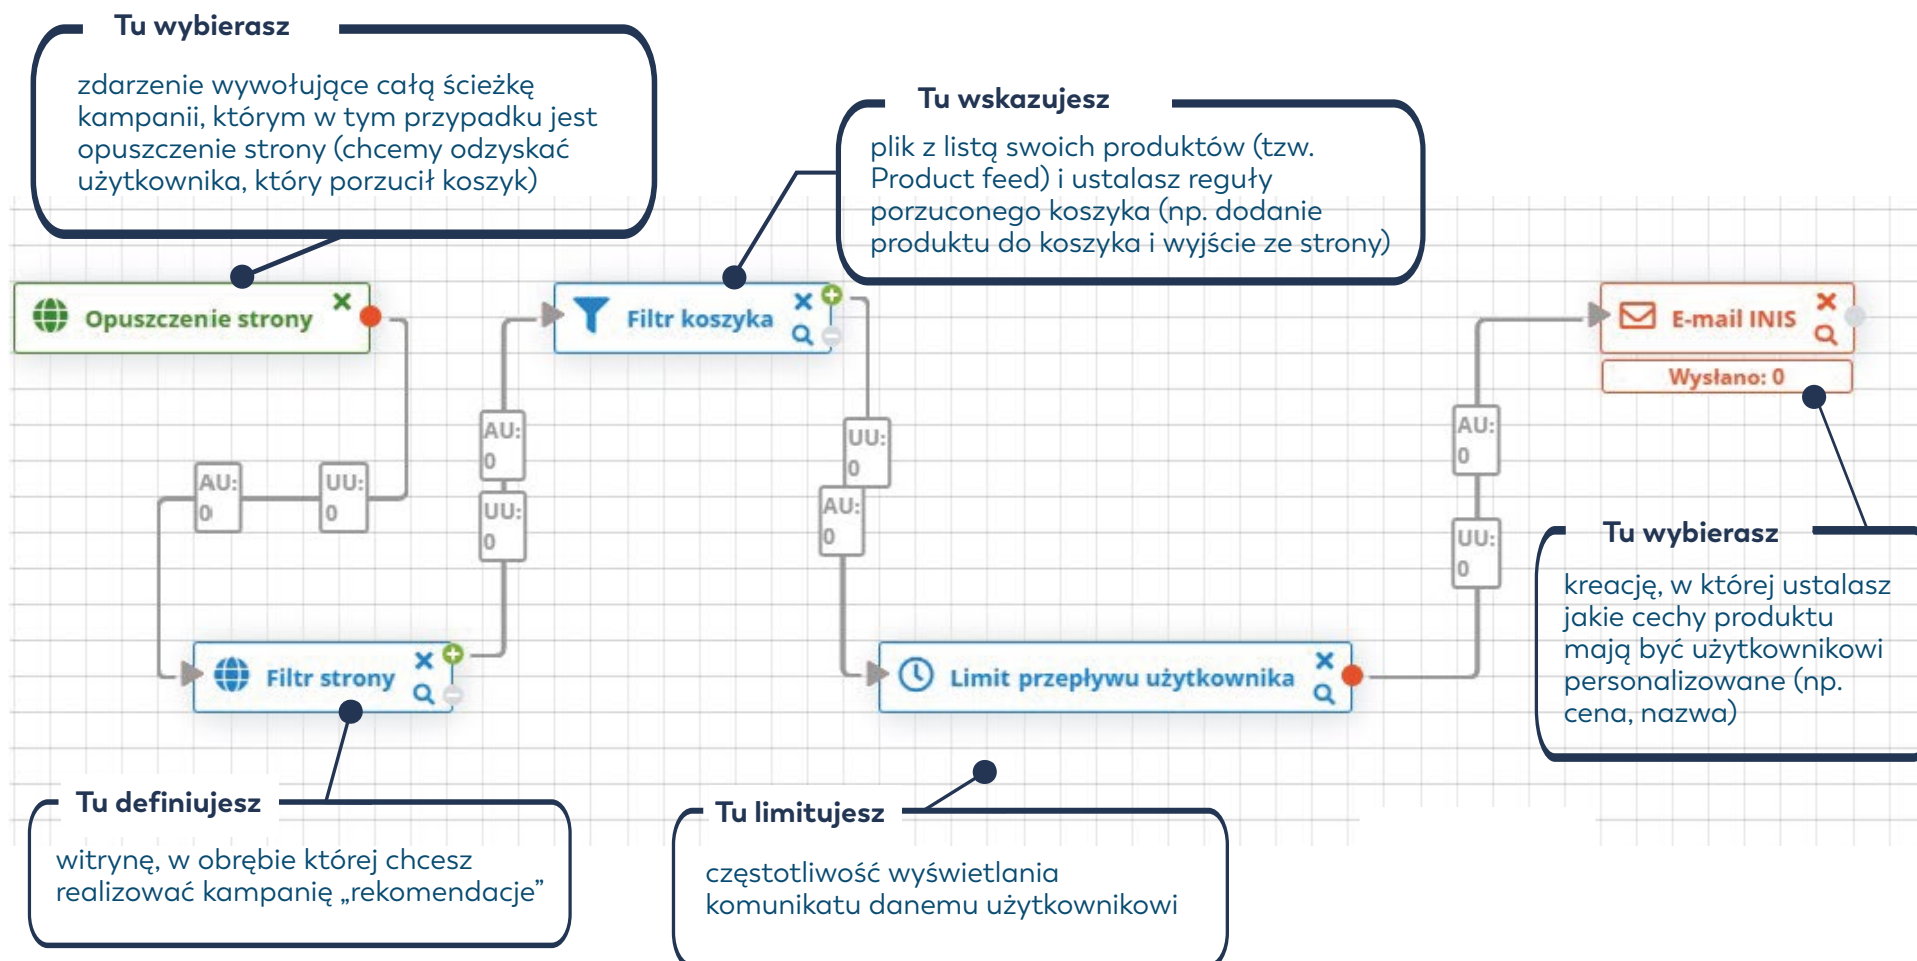 Tu wybierasz
zdarzenie wywołujące całą ścieżkę
kampanii, którym w tym przypadku jest
opuszczenie strony (chcemy odzyskać
użytkownika, który porzucił koszyk)
Tu wskazujesz
plik z listą swoich produktów (tzw.
Product feed) i ustalasz reguły
porzuconego koszyka (np. dodanie
produktu do koszyka i wyjście ze strony)
Opuszczenie strony
Filtr koszyka
E-mail INIS
Wysłano: 0
AU:
0
UU:
0
AU:
0
UU:
0
UU:
0
AU:
0
AU:
0
UU:
0
Filtr strony
Limit przepływu użytkownika
Tu wybierasz
kreację, w której ustalasz
jakie cechy produktu
mają być użytkownikowi
personalizowane (np.
cena, nazwa)
Tu definiujesz
witrynę, w obrębie której chcesz
realizować kampanię „rekomendacje”
Tu limitujesz
częstotliwość wyświetlania
komunikatu danemu użytkownikowi